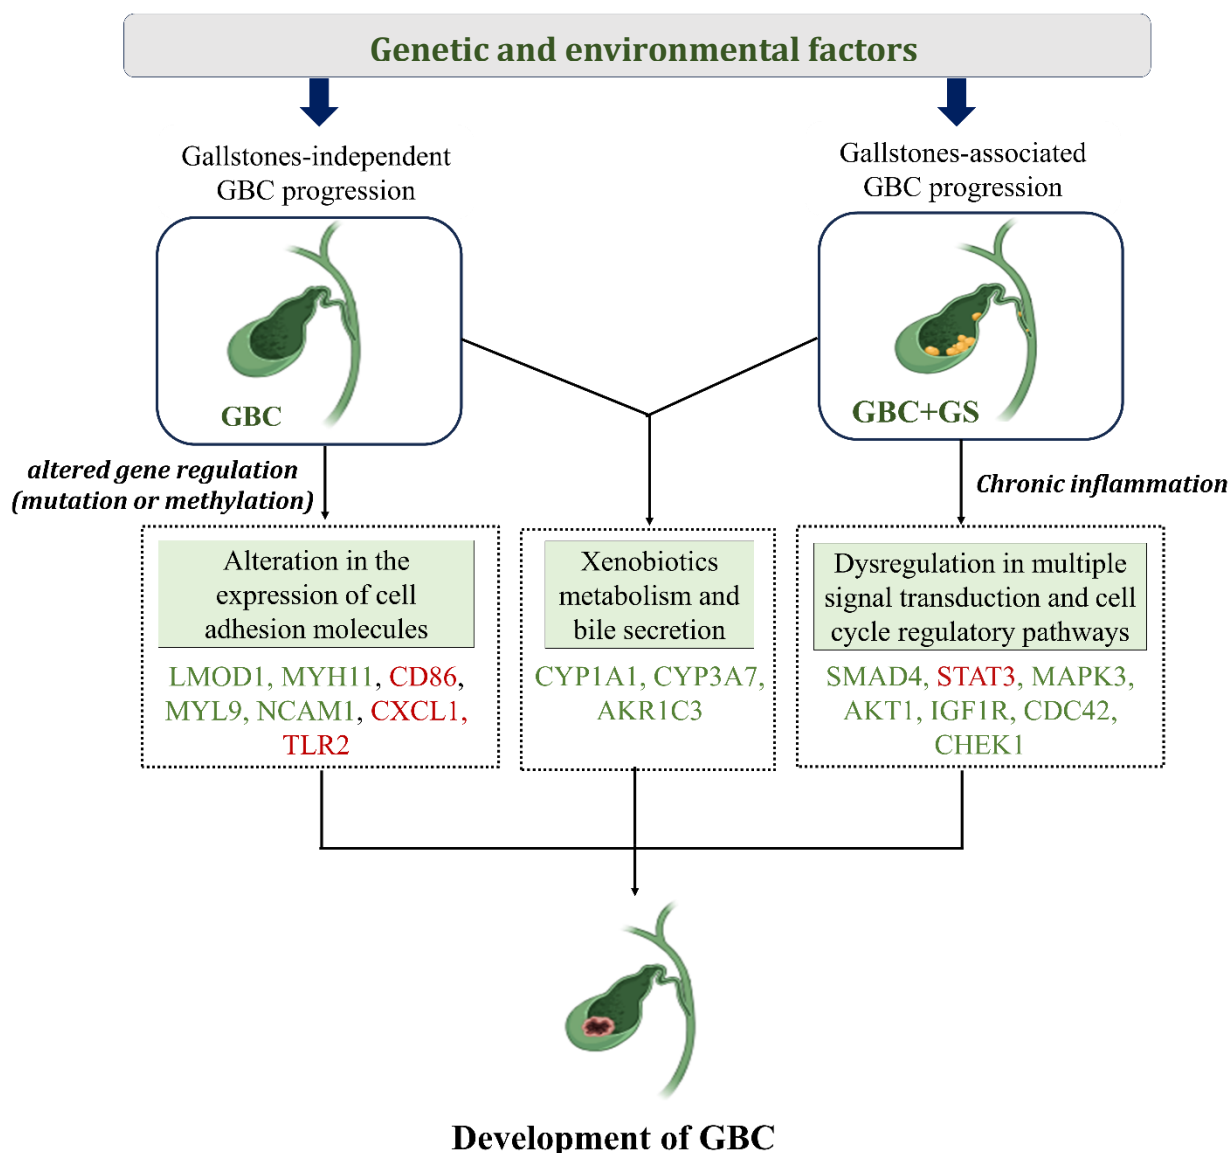 Genetic and environmental factors
Gallstones-independent
GBC progression
Gallstones-associated
GBC progression
GBC
GBC+GS
altered gene regulation
(mutation or methylation)
Chronic inflammation
Alteration in the
expression of cell
adhesion molecules
LMOD1, MYH11, CD86,
MYL9, NCAM1, CXCL1,
TLR2
Xenobiotics
metabolism and
bile secretion
CYP1A1, CYP3A7,
AKR1C3
Dysregulation in multiple
signal transduction and cell
cycle regulatory pathways
SMAD4, STAT3, MAPK3,
AKT1, IGF1R, CDC42,
CHEK1
Development of GBC